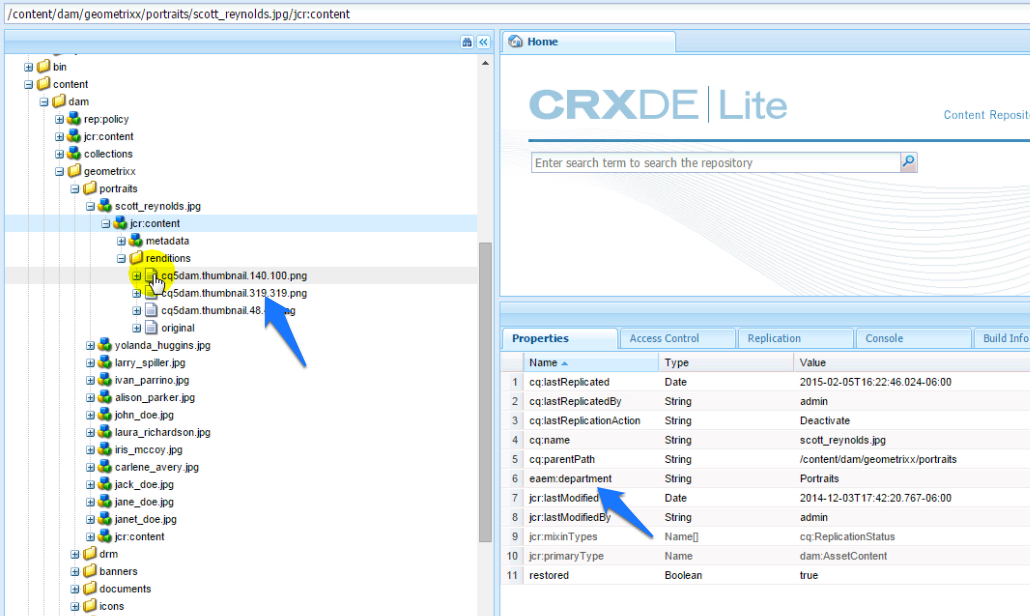 /content/dam/geometrixx/portraits/scott_reynolds.jpg/jcr:content
bin
content
dam
rep:policy
jcr:content
collections
geometrixx
portraits
scott_reynolds.jpg
jcr:content
metadata
renditions
cq5dam.thumbnail.140.100.png
cq5dam.thumbnail.319.319.png
cq5dam.thumbnail.48.
original
yolanda_huggins.jpg
larry_spiller.jpg
ivan_parrino.jpg
alison_parker.jpg
john_doe.jpg
laura_richardson.jpg
iris_mccoy.jpg
carlene_avery.jpg
jack_doe.jpg
jane_doe.jpg
janet_doe.jpg
jcr:content
drm
banners
documents
icons
Home
CRXDE Lite
Content Reposit
Enter search term to search the repository
Properties Access Control Replication Console Build Info
Name Type Value
1 cq:lastReplicated Date 2015-02-05T16:22:46.024-06:00
2 cq:lastReplicatedBy String admin
3 cq:lastReplicationAction String Deactivate
4 cq:name String scott_reynolds.jpg
5 cq:parentPath String /content/dam/geometrixx/portraits
6 eaem:department String Portraits
7 jcr:lastModified Date 2014-12-03T17:42:20.767-06:00
8 jcr:lastModifiedBy String admin
9 jcr:mixinTypes Name[] cq:ReplicationStatus
10 jcr:primaryType Name dam:AssetContent
11 restored Boolean true